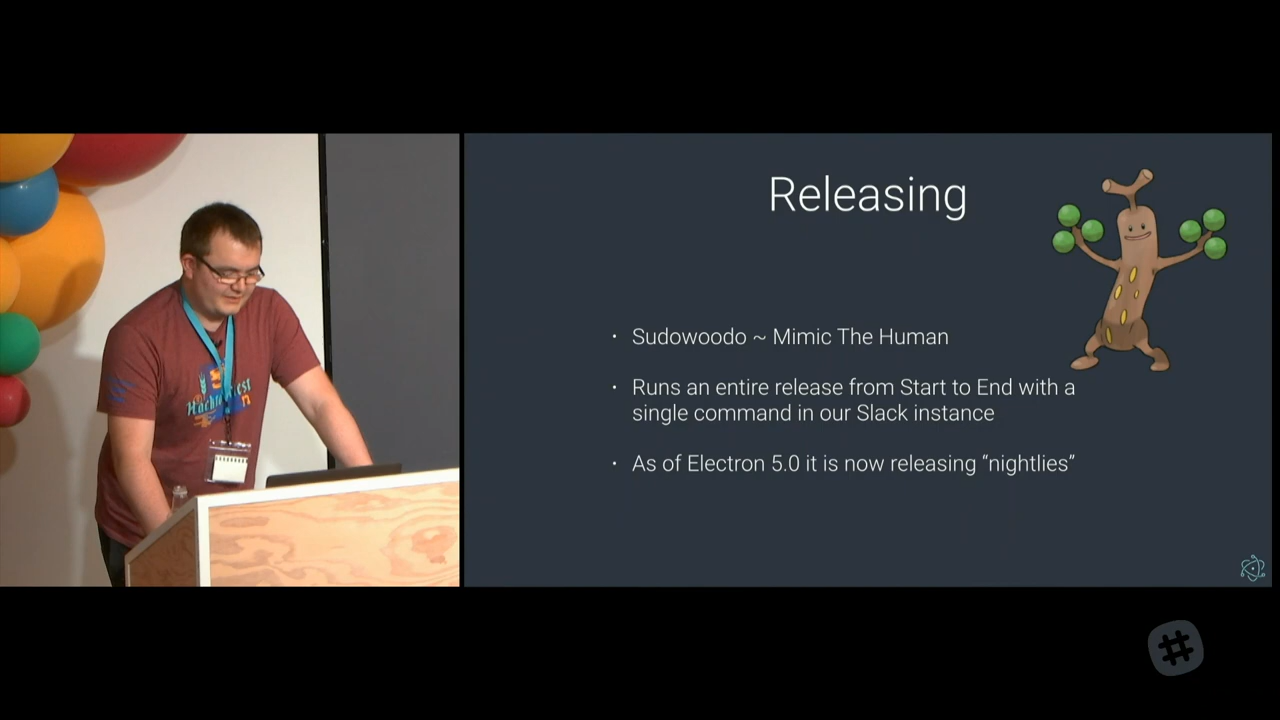 Releasing
Sudowoodo ~ Mimic The Human
Runs an entire release from Start to End with a
single command in our Slack instance
As of Electron 5.0 it is now releasing “nightlies”